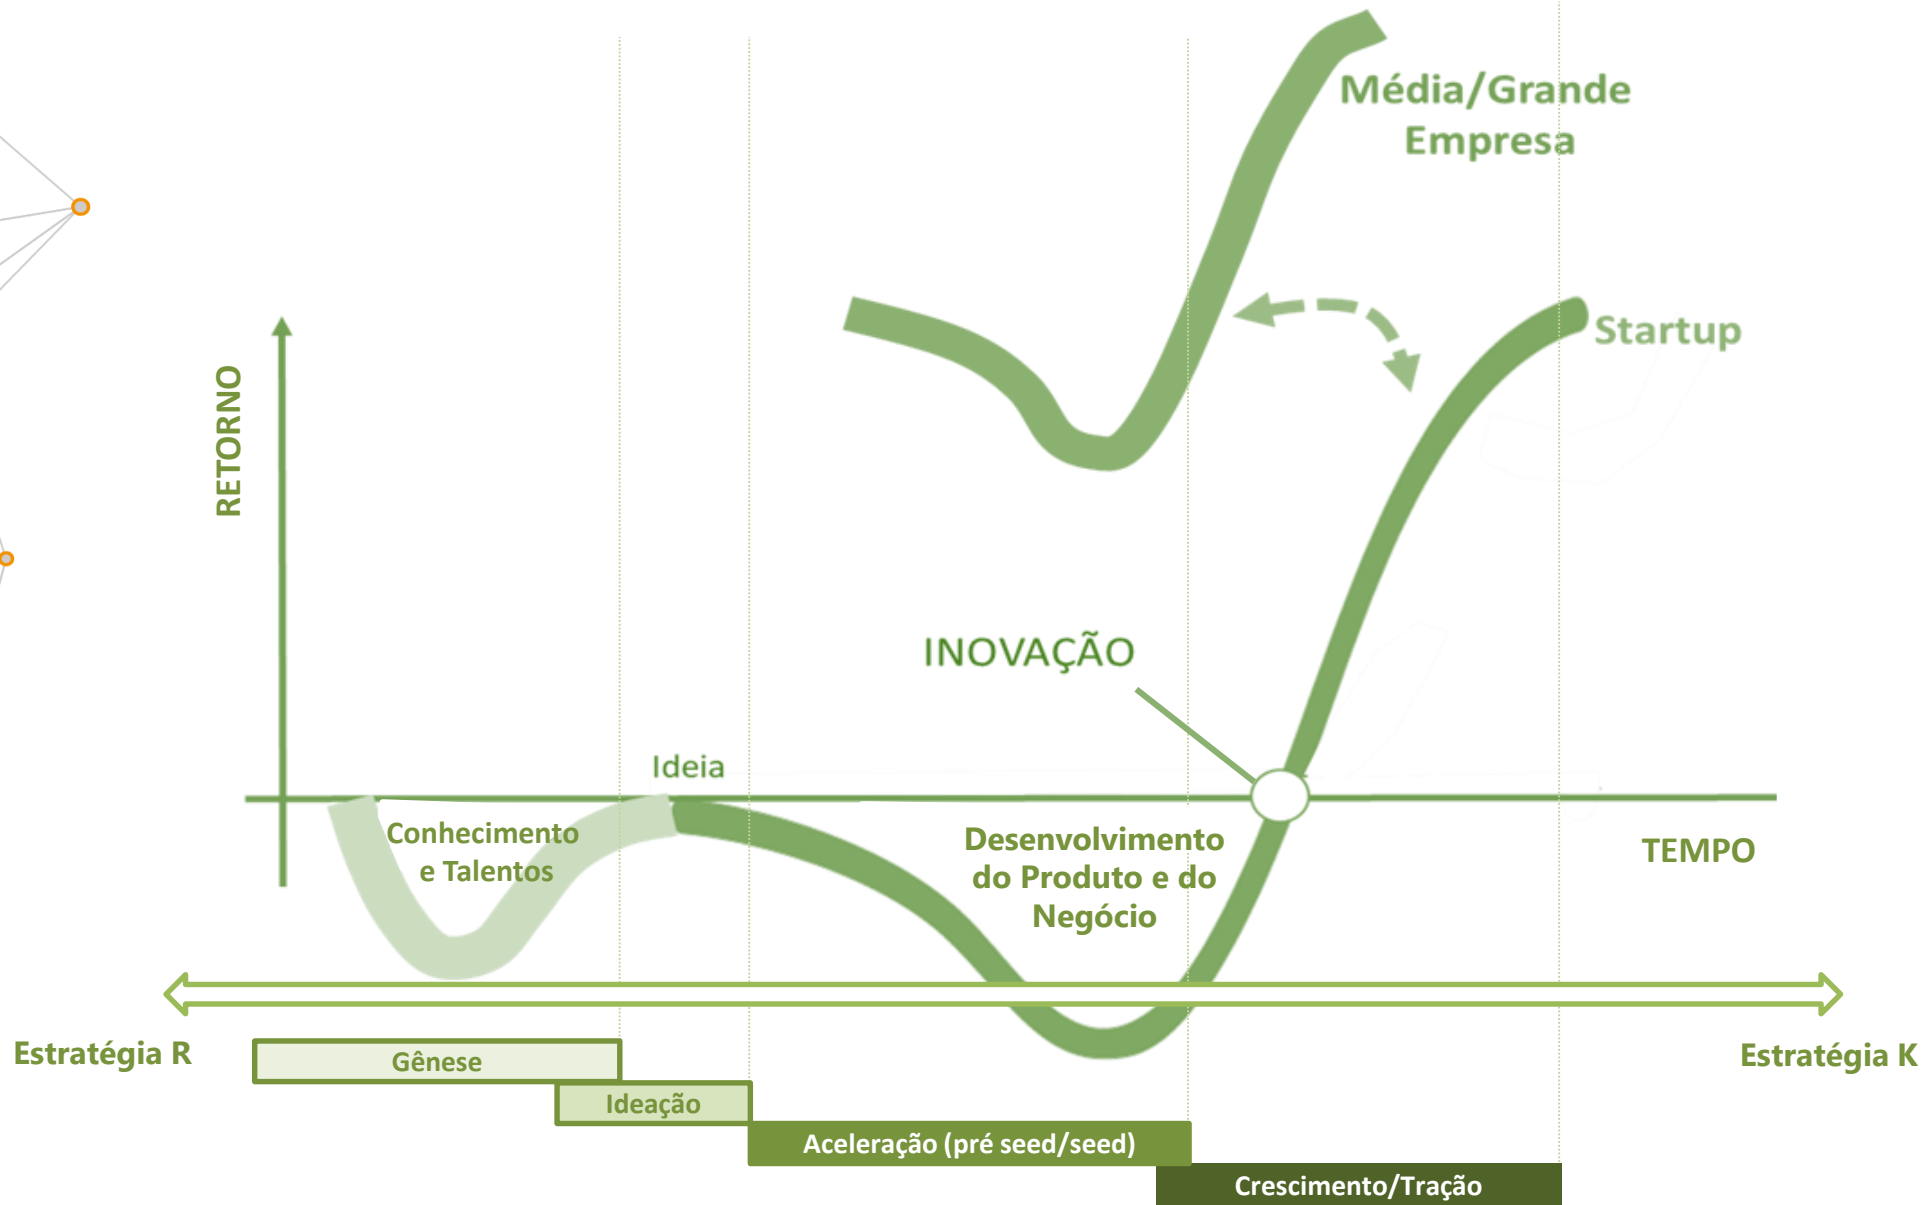 Média/Grande
Empresa
Startup
RETORNO
INOVAÇÃO
Ideia
Conhecimento
e Talentos
Desenvolvimento
do Produto e do
Negócio
TEMPO
Estratégia R
Estratégia K
Gênese
Ideação
Aceleração (pré seed/seed)
Crescimento/Tração